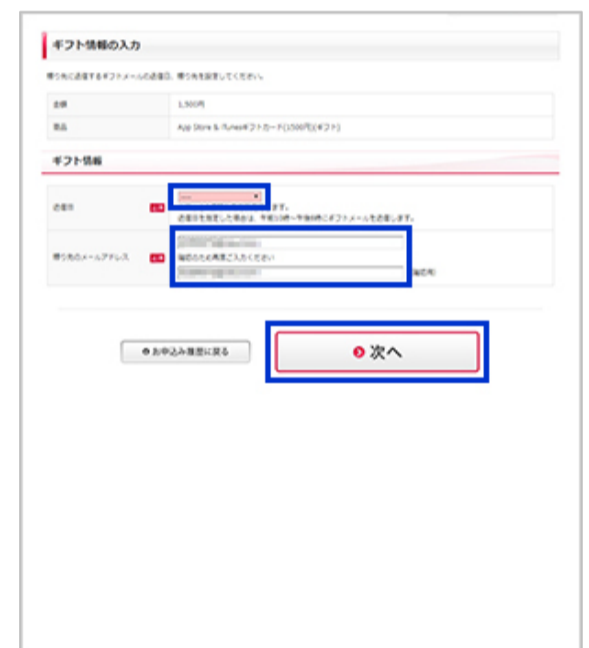 ギフト情報の入力
贈り先に送信するギフトメールの送信日、贈り先を設定してください。
金額 1,500円
商品 App Store & iTunesギフトカード(1500円)(ギフト)
ギフト情報
送信日 必須
ます。
送信日を指定した場合は、午前10時～午後6時にギフトメールを送信します。
贈り先のメールアドレス 必須
確認のため再度ご入力ください
(確認用)
お申込み履歴に戻る 次へ